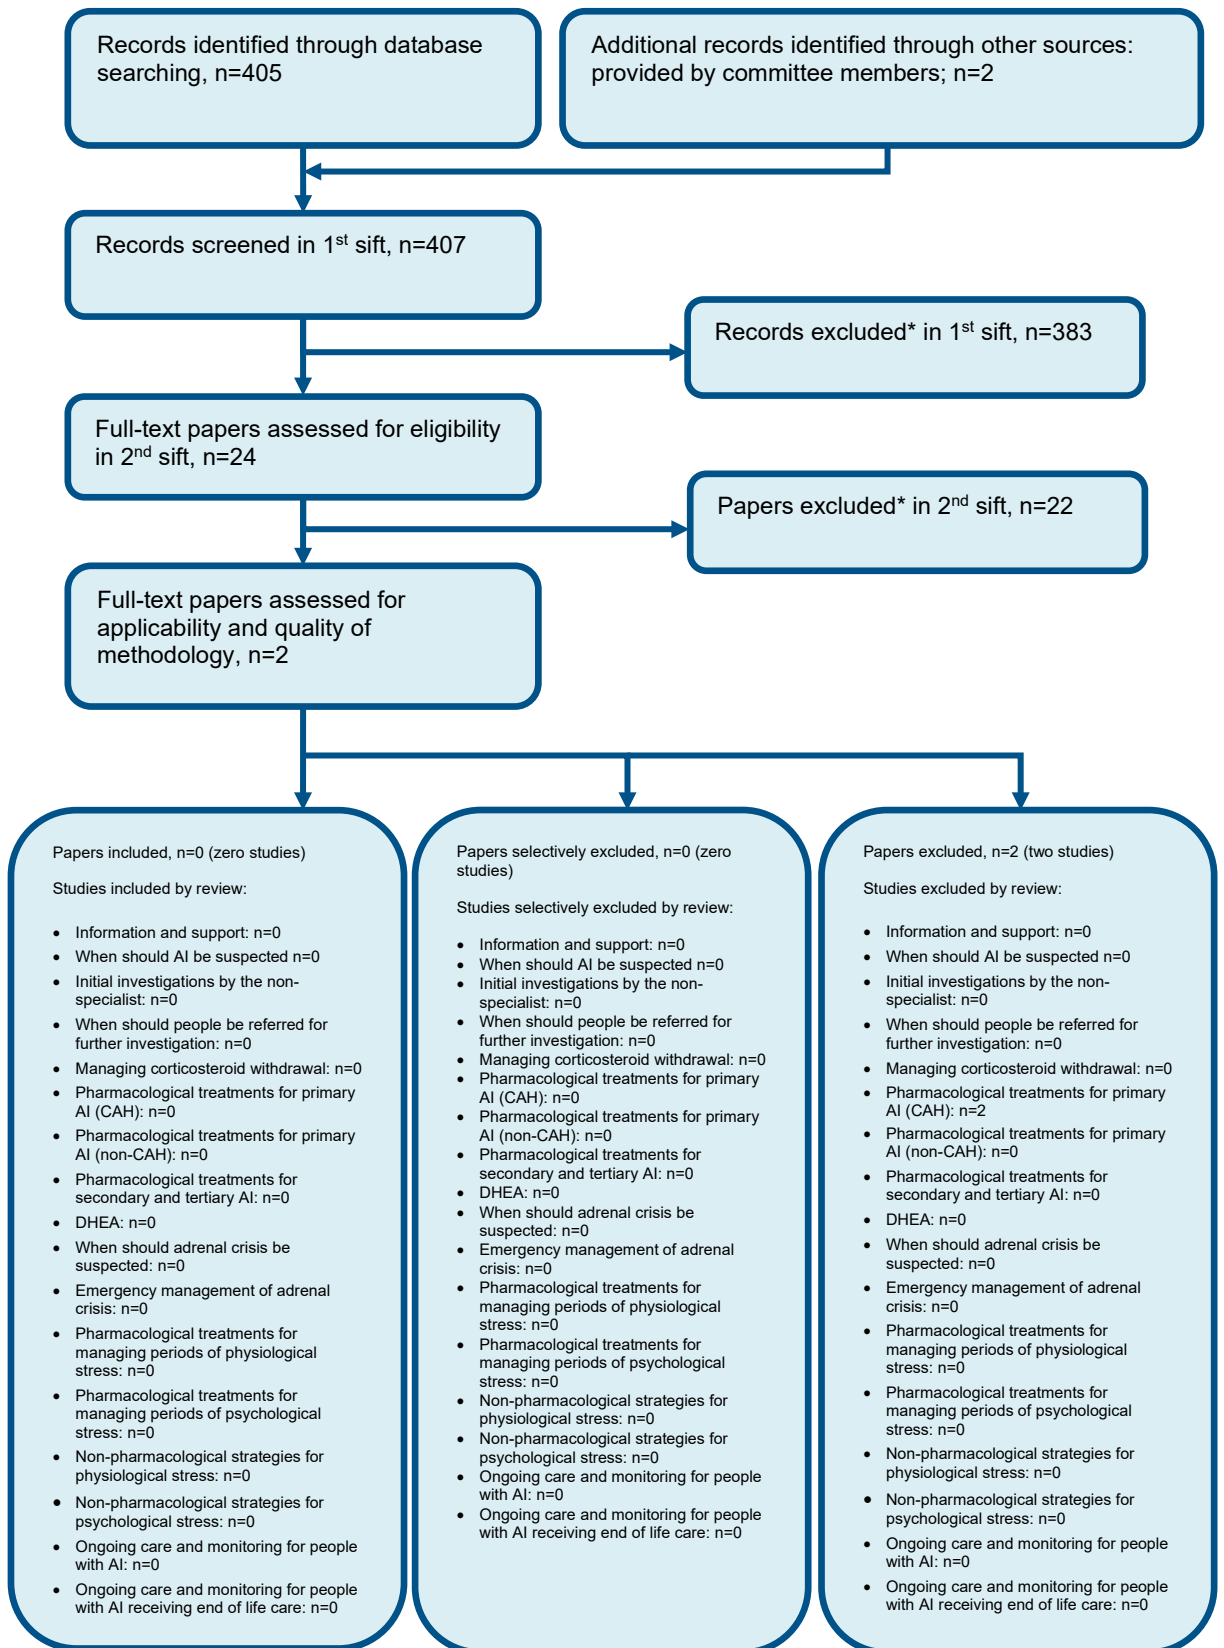 Records identified through database
searching, n=405
Additional records identified through other sources:
provided by committee members; n=2
Records screened in 1st sift, n=407
Records excluded* in 1st sift, n=383
Full-text papers assessed for eligibility
in 2nd sift, n=24
Papers excluded* in 2nd sift, n=22
Full-text papers assessed for
applicability and quality of
methodology, n=2
Papers included, n=0 (zero studies)
Studies included by review:
• Information and support: n=0
• When should AI be suspected n=0
• Initial investigations by the non-
specialist: n=0
• When should people be referred for
further investigation: n=0
• Managing corticosteroid withdrawal: n=0
• Pharmacological treatments for primary
AI (CAH): n=0
• Pharmacological treatments for primary
AI (non-CAH): n=0
• Pharmacological treatments for
secondary and tertiary AI: n=0
• DHEA: n=0
• When should adrenal crisis be
suspected: n=0
• Emergency management of adrenal
crisis: n=0
• Pharmacological treatments for
managing periods of physiological
stress: n=0
• Pharmacological treatments for
managing periods of psychological
stress: n=0
• Non-pharmacological strategies for
physiological stress: n=0
• Non-pharmacological strategies for
psychological stress: n=0
• Ongoing care and monitoring for people
with AI: n=0
• Ongoing care and monitoring for people
with AI receiving end of life care: n=0
Papers selectively excluded, n=0 (zero
studies)
Studies selectively excluded by review:
• Information and support: n=0
• When should AI be suspected n=0
• Initial investigations by the non-
specialist: n=0
• When should people be referred for
further investigation: n=0
• Managing corticosteroid withdrawal: n=0
• Pharmacological treatments for primary
AI (CAH): n=0
• Pharmacological treatments for primary
AI (non-CAH): n=0
• Pharmacological treatments for
secondary and tertiary AI: n=0
• DHEA: n=0
• When should adrenal crisis be
suspected: n=0
• Emergency management of adrenal
crisis: n=0
• Pharmacological treatments for
managing periods of physiological
stress: n=0
• Pharmacological treatments for
managing periods of psychological
stress: n=0
• Non-pharmacological strategies for
physiological stress: n=0
• Non-pharmacological strategies for
psychological stress: n=0
• Ongoing care and monitoring for people
with AI: n=0
• Ongoing care and monitoring for people
with AI receiving end of life care: n=0
Papers excluded, n=2 (two studies)
Studies excluded by review:
• Information and support: n=0
• When should AI be suspected n=0
• Initial investigations by the non-
specialist: n=0
• When should people be referred for
further investigation: n=0
• Managing corticosteroid withdrawal: n=0
• Pharmacological treatments for primary
AI (CAH): n=2
• Pharmacological treatments for primary
AI (non-CAH): n=0
• Pharmacological treatments for
secondary and tertiary AI: n=0
• DHEA: n=0
• When should adrenal crisis be
suspected: n=0
• Emergency management of adrenal
crisis: n=0
• Pharmacological treatments for
managing periods of physiological
stress: n=0
• Pharmacological treatments for
managing periods of psychological
stress: n=0
• Non-pharmacological strategies for
physiological stress: n=0
• Non-pharmacological strategies for
psychological stress: n=0
• Ongoing care and monitoring for people
with AI: n=0
• Ongoing care and monitoring for people
with AI receiving end of life care: n=0